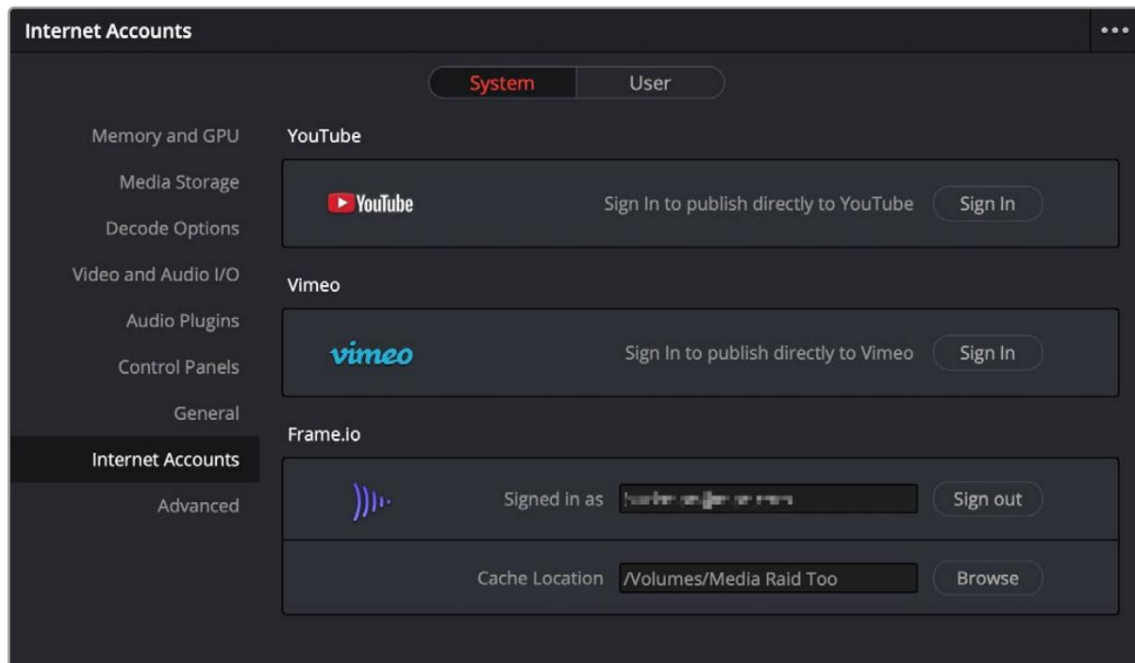 Internet Accounts
System User
Memory and GPU
Media Storage
Decode Options
Video and Audio I/O
Audio Plugins
Control Panels
General
Internet Accounts
Advanced
YouTube
YouTube Sign In to publish directly to YouTube Sign In
Vimeo
vimeo Sign In to publish directly to Vimeo Sign In
Frame.io
Signed in as Sign out
Cache Location /Volumes/Media Raid Too Browse